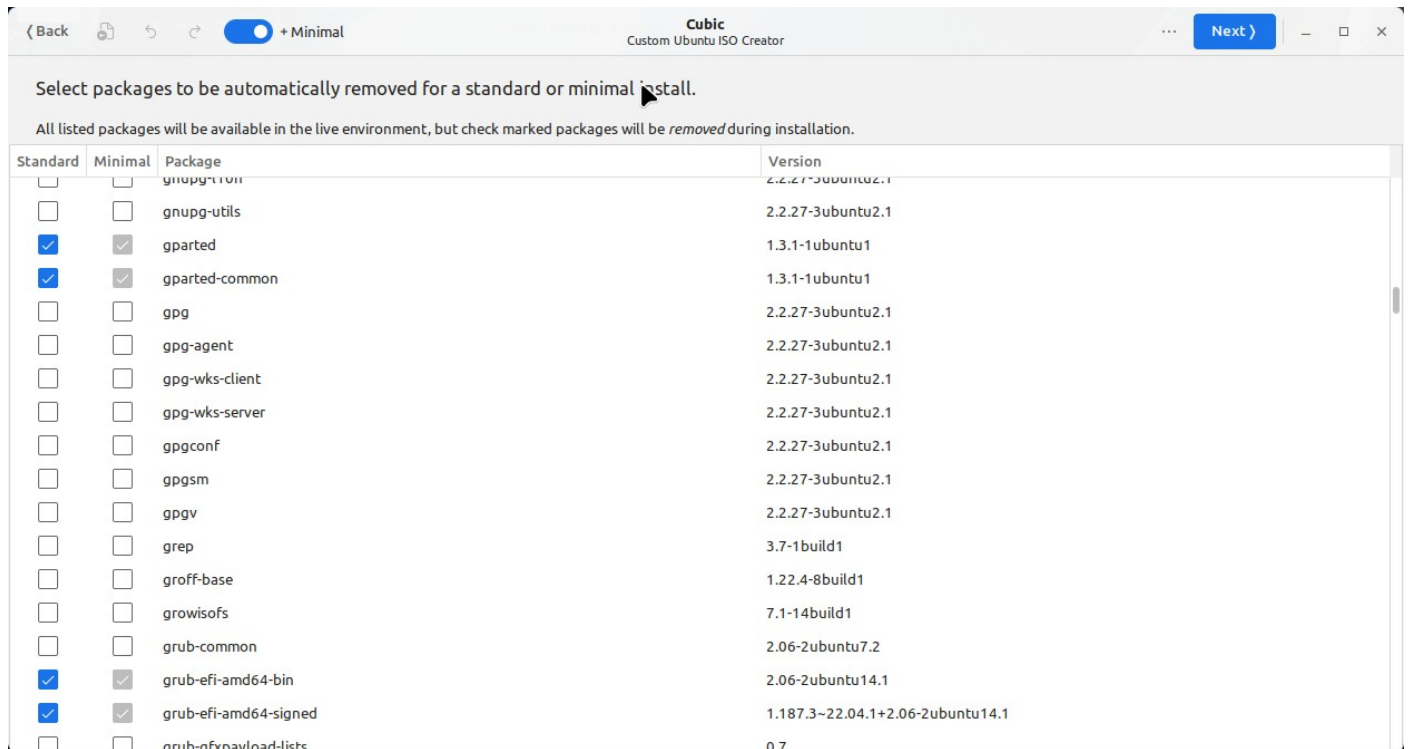 Back + Minimal Cubic ... Next
Custom Ubuntu ISO Creator
Select packages to be automatically removed for a standard or minimal install.
All listed packages will be available in the live environment, but check marked packages will be removed during installation.
Standard Minimal Package Version
gnupg-utils 2.2.27-3ubuntu2.1
gparted 1.3.1-1ubuntu1
gparted-common 1.3.1-1ubuntu1
gpg 2.2.27-3ubuntu2.1
gpg-agent 2.2.27-3ubuntu2.1
gpg-wks-client 2.2.27-3ubuntu2.1
gpg-wks-server 2.2.27-3ubuntu2.1
gpgconf 2.2.27-3ubuntu2.1
gpgsm 2.2.27-3ubuntu2.1
gpgv 2.2.27-3ubuntu2.1
grep 3.7-1build1
groff-base 1.22.4-8build1
growisofs 7.1-14build1
grub-common 2.06-2ubuntu7.2
grub-efi-amd64-bin 2.06-2ubuntu14.1
grub-efi-amd64-signed 1.187.3~22.04.1+2.06-2ubuntu14.1
grub-gfxpayload-lists 0.7